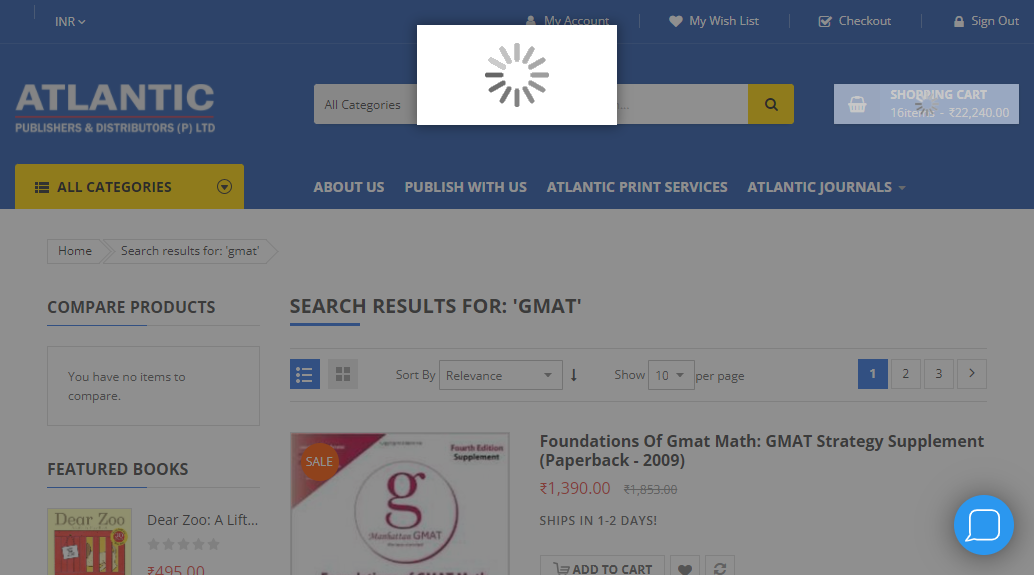 INR
My Account
My Wish List
Checkout
Sign Out
ATLANTIC
PUBLISHERS & DISTRIBUTORS (P) LTD
All Categories
SHOPPING CART
16items - ₹22,240.00
ALL CATEGORIES
ABOUT US
PUBLISH WITH US
ATLANTIC PRINT SERVICES
ATLANTIC JOURNALS
Home
Search results for: 'gmat'
COMPARE PRODUCTS
You have no items to
compare.
FEATURED BOOKS
Dear Zoo
Dear Zoo: A Lift...
₹495.00
SEARCH RESULTS FOR: 'GMAT'
Sort By
Relevance
Show
10
per page
1
2
3
SALE
Fourth Edition
Supplement
g
Manhattan GMAT
Foundations of GMAT Math
Foundations Of Gmat Math: GMAT Strategy Supplement
(Paperback - 2009)
₹1,390.00 ₹1,853.00
SHIPS IN 1-2 DAYS!
ADD TO CART